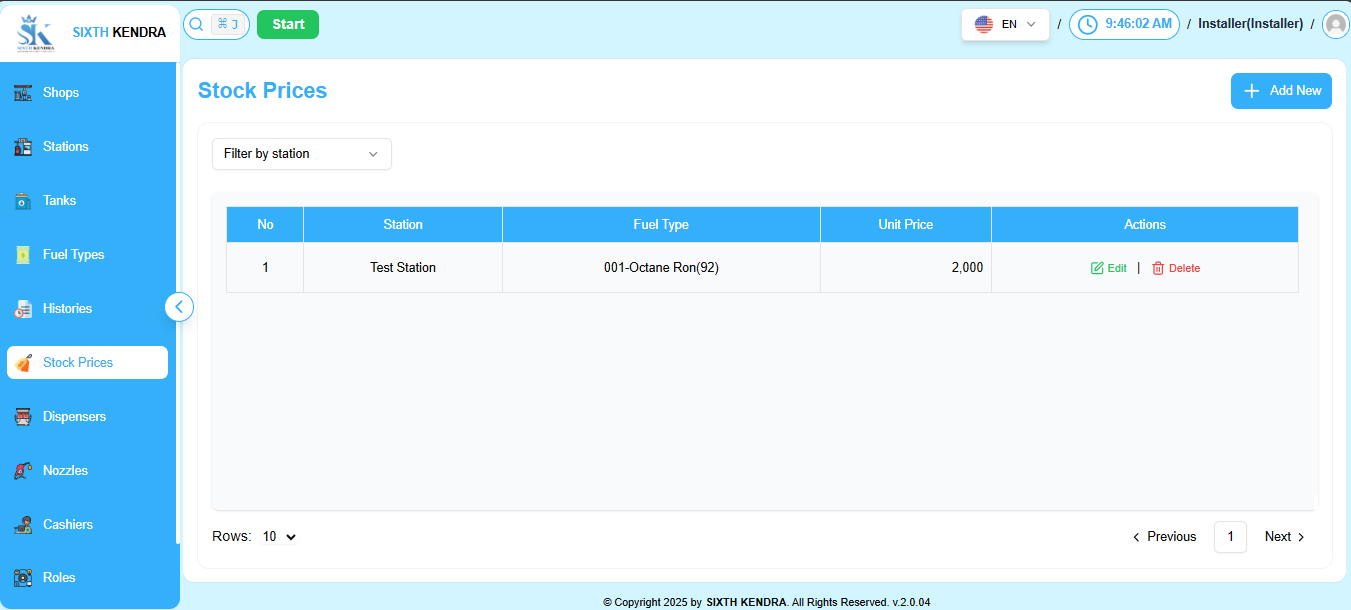 SIXTH KENDRA
SIXTH KENDRA
⌘ J
Start
EN
/
9:46:02 AM
/
Installer(Installer)
/
Shops
Stations
Tanks
Fuel Types
Histories
Stock Prices
Dispensers
Nozzles
Cashiers
Roles
Stock Prices
Add New
Filter by station
No Station Fuel Type Unit Price Actions
1 Test Station 001-Octane Ron(92) 2,000 Edit | Delete
Rows: 10
Previous 1 Next
© Copyright 2025 by SIXTH KENDRA. All Rights Reserved. v.2.0.04